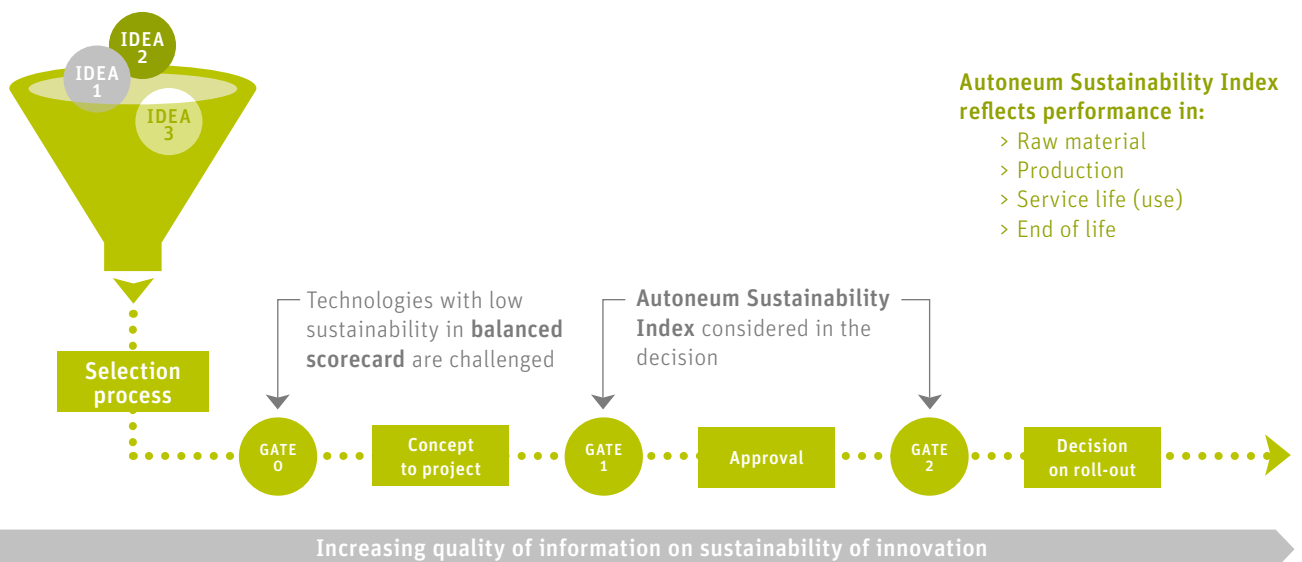 IDEA
2
IDEA
1
IDEA
3
Autoneum Sustainability Index
reflects performance in:
> Raw material
> Production
> Service life (use)
> End of life
Technologies with low
sustainability in balanced
scorecard are challenged
Autoneum Sustainability
Index considered in the
decision
Selection
process
GATE
0
Concept
to project
GATE
1
Approval
GATE
2
Decision
on roll-out
Increasing quality of information on sustainability of innovation